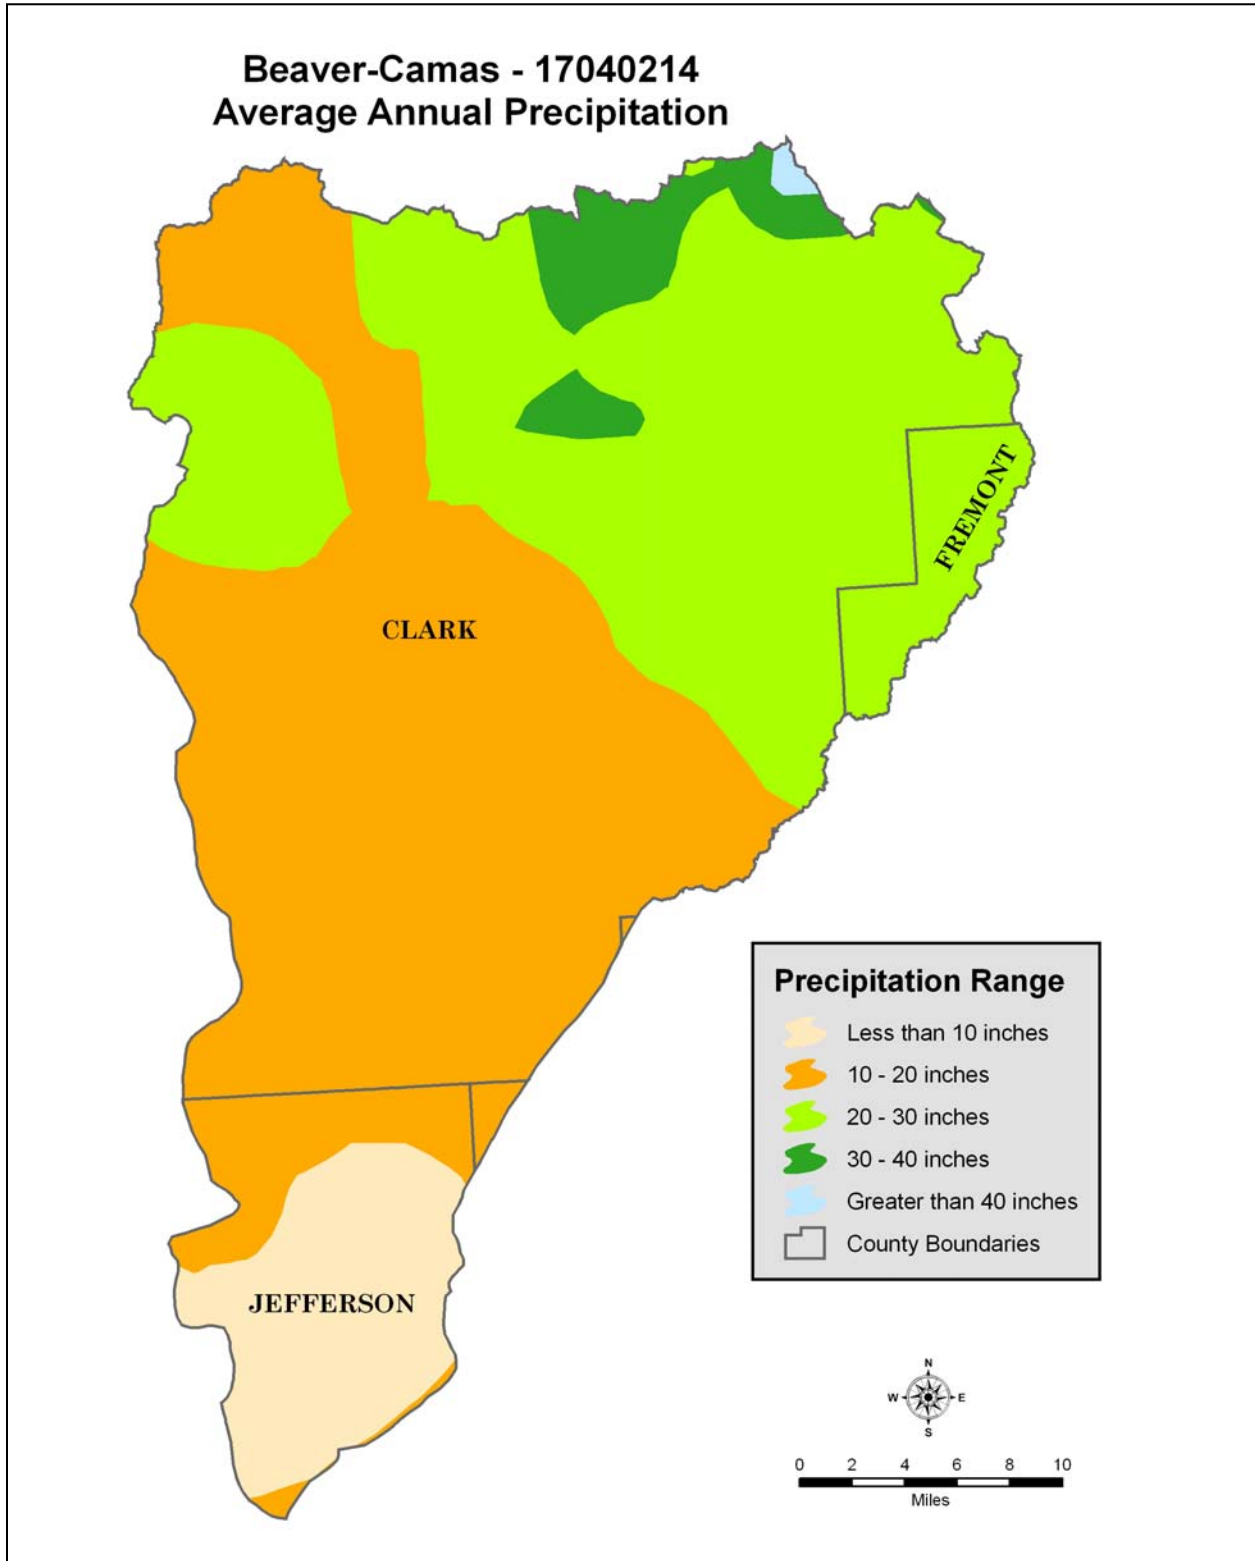 Beaver-Camas - 17040214
Average Annual Precipitation
FREMONT
CLARK
Precipitation Range
Less than 10 inches
10 - 20 inches
20 - 30 inches
30 - 40 inches
Greater than 40 inches
County Boundaries
JEFFERSON
N
W E
S
0 2 4 6 8 10
Miles